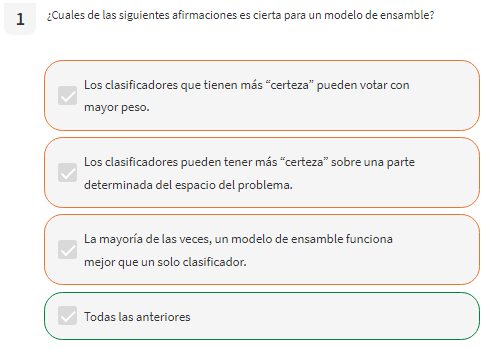 1
¿Cuales de las siguientes afirmaciones es cierta para un modelo de ensamble?
Los clasificadores que tienen más “certeza” pueden votar con
mayor peso.
Los clasificadores pueden tener más “certeza” sobre una parte
determinada del espacio del problema.
La mayoría de las veces, un modelo de ensamble funciona
mejor que un solo clasificador.
Todas las anteriores